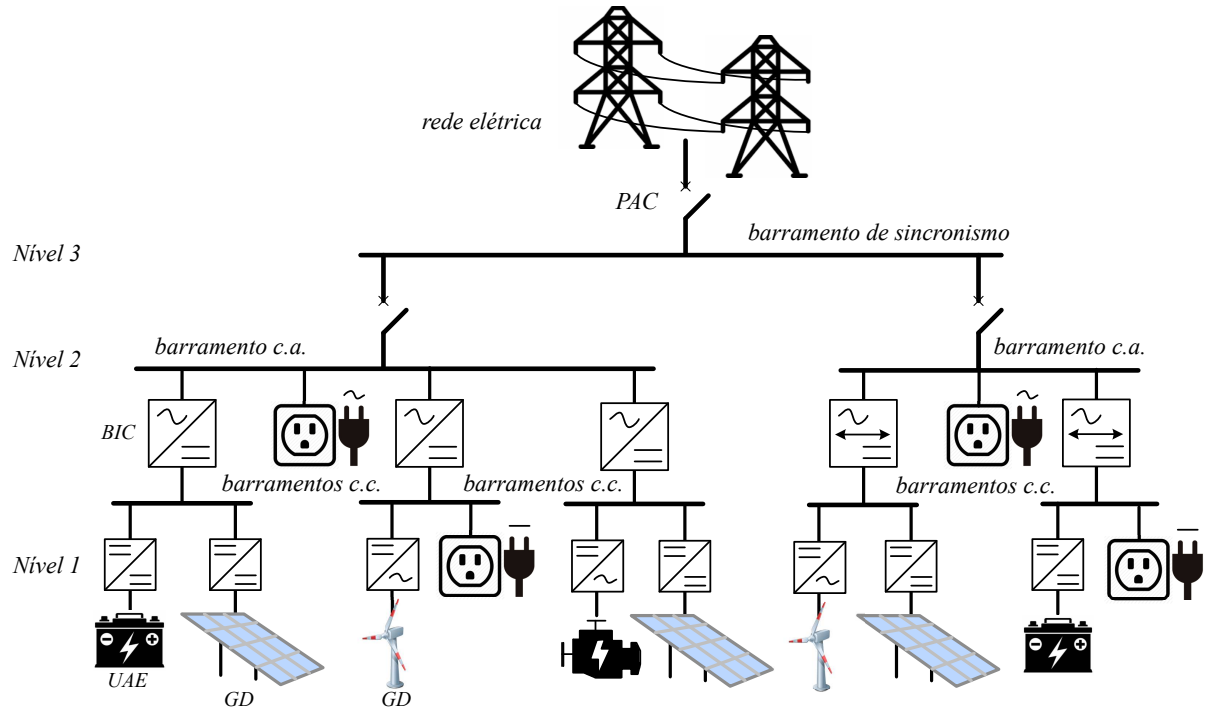 rede elétrica
PAC
barramento de sincronismo
Nível 3
barramento c.a.
barramento c.a.
Nível 2
BIC
barramentos c.c.
barramentos c.c.
barramentos c.c.
Nível 1
UAE
GD
GD